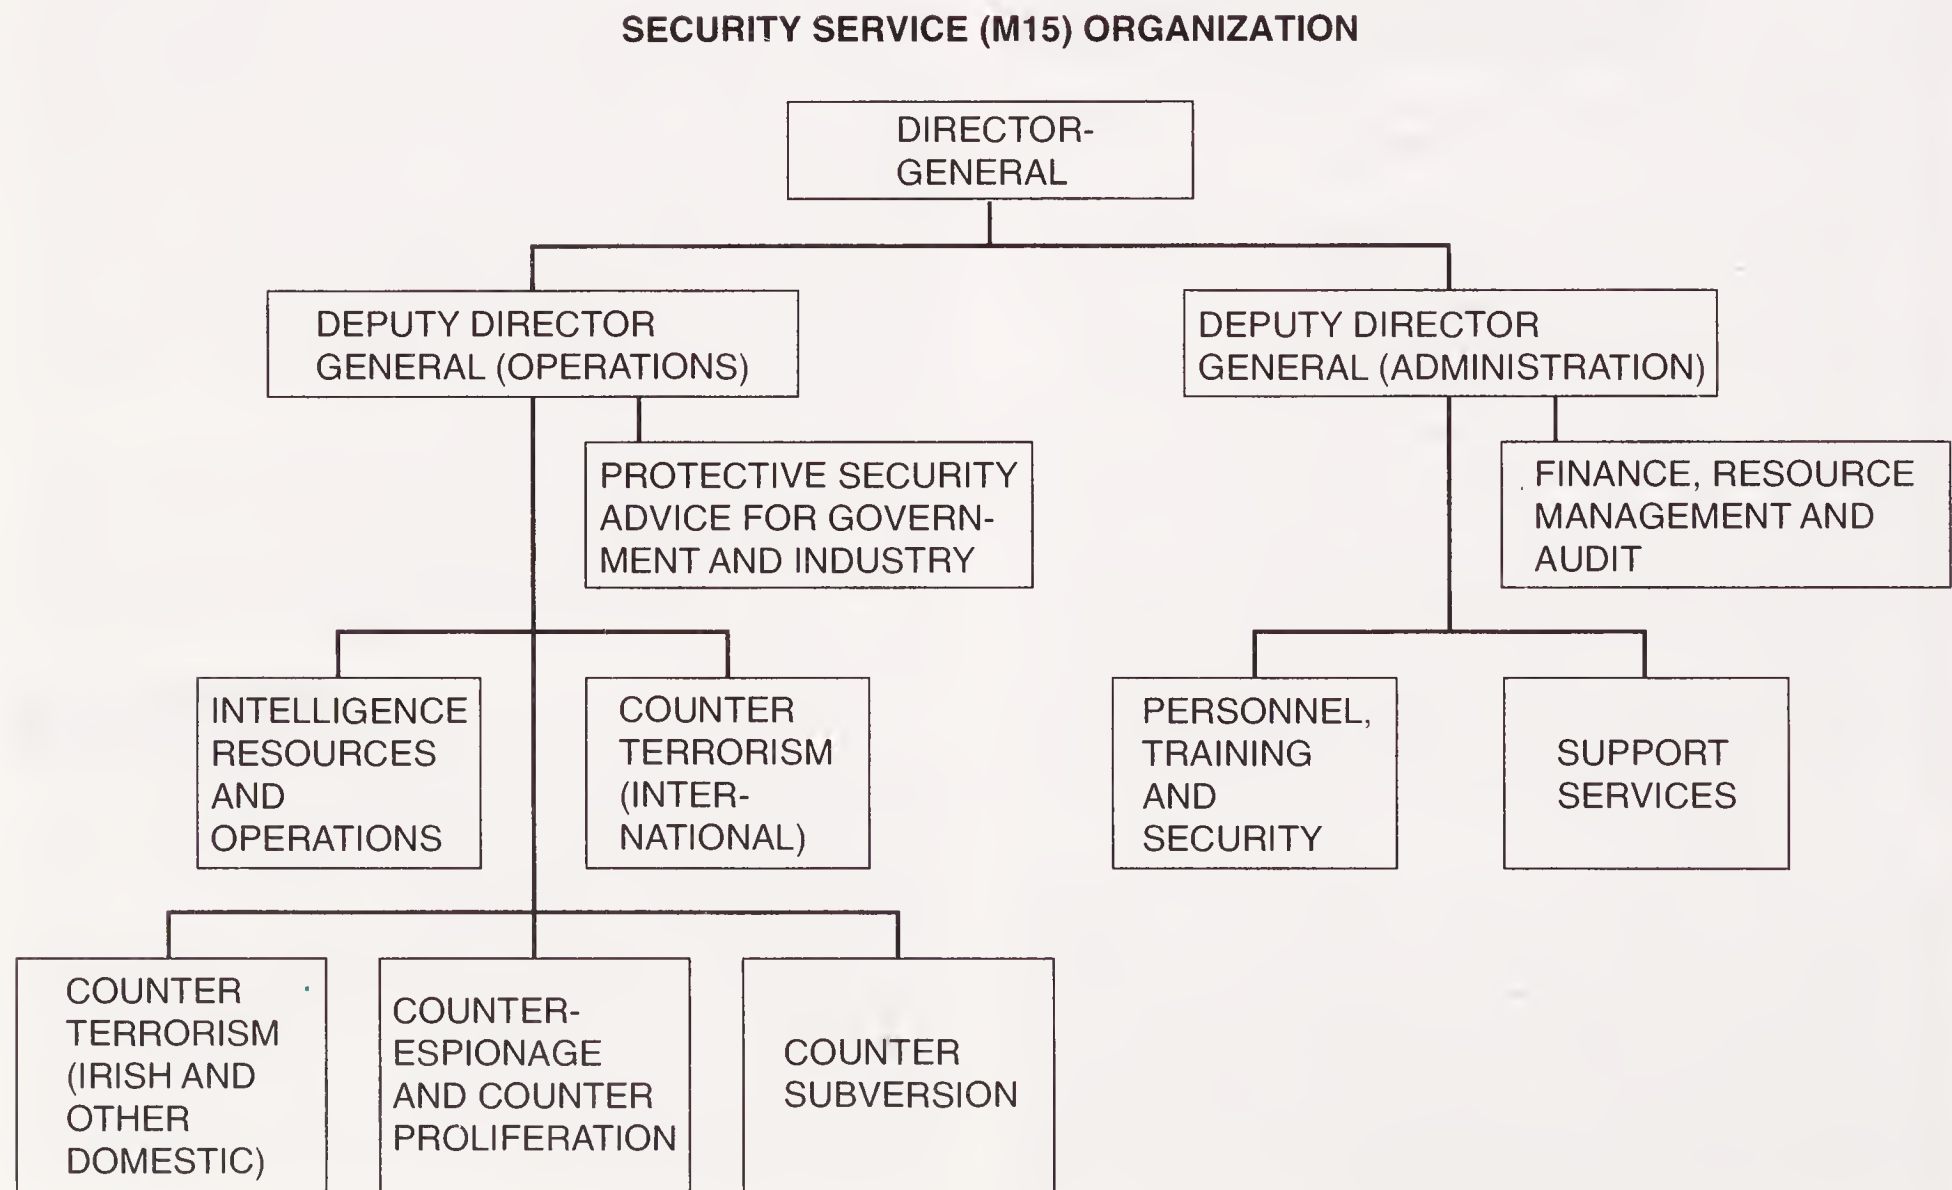 SECURITY SERVICE (M15) ORGANIZATION
DIRECTOR-
GENERAL
DEPUTY DIRECTOR
GENERAL (OPERATIONS)
DEPUTY DIRECTOR
GENERAL (ADMINISTRATION)
PROTECTIVE SECURITY
ADVICE FOR GOVERN-
MENT AND INDUSTRY
FINANCE, RESOURCE
MANAGEMENT AND
AUDIT
INTELLIGENCE
RESOURCES
AND
OPERATIONS
COUNTER
TERRORISM
(INTER-
NATIONAL)
PERSONNEL,
TRAINING
AND
SECURITY
SUPPORT
SERVICES
COUNTER
TERRORISM
(IRISH AND
OTHER
DOMESTIC)
COUNTER-
ESPIONAGE
AND COUNTER
PROLIFERATION
COUNTER
SUBVERSION